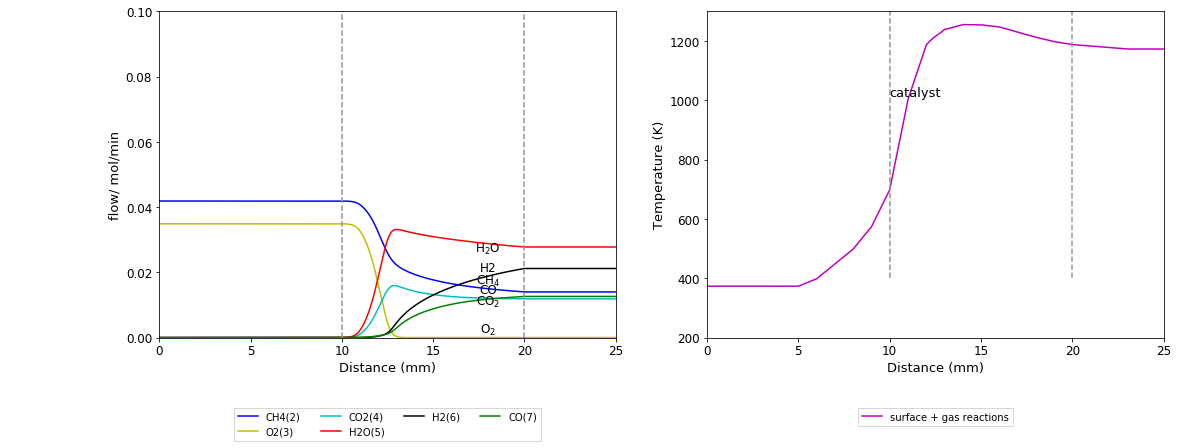 0.10
0.08
0.06
0.04
0.02
0.00
flow/ mol/min
H₂O
H2
CH₄
CO
CO₂
O₂
0 5 10 15 20 25
Distance (mm)
CH4(2) CO2(4) H2(6) CO(7)
O2(3) H2O(5)
1200
1000
800
600
400
200
Temperature (K)
catalyst
0 5 10 15 20 25
Distance (mm)
surface + gas reactions